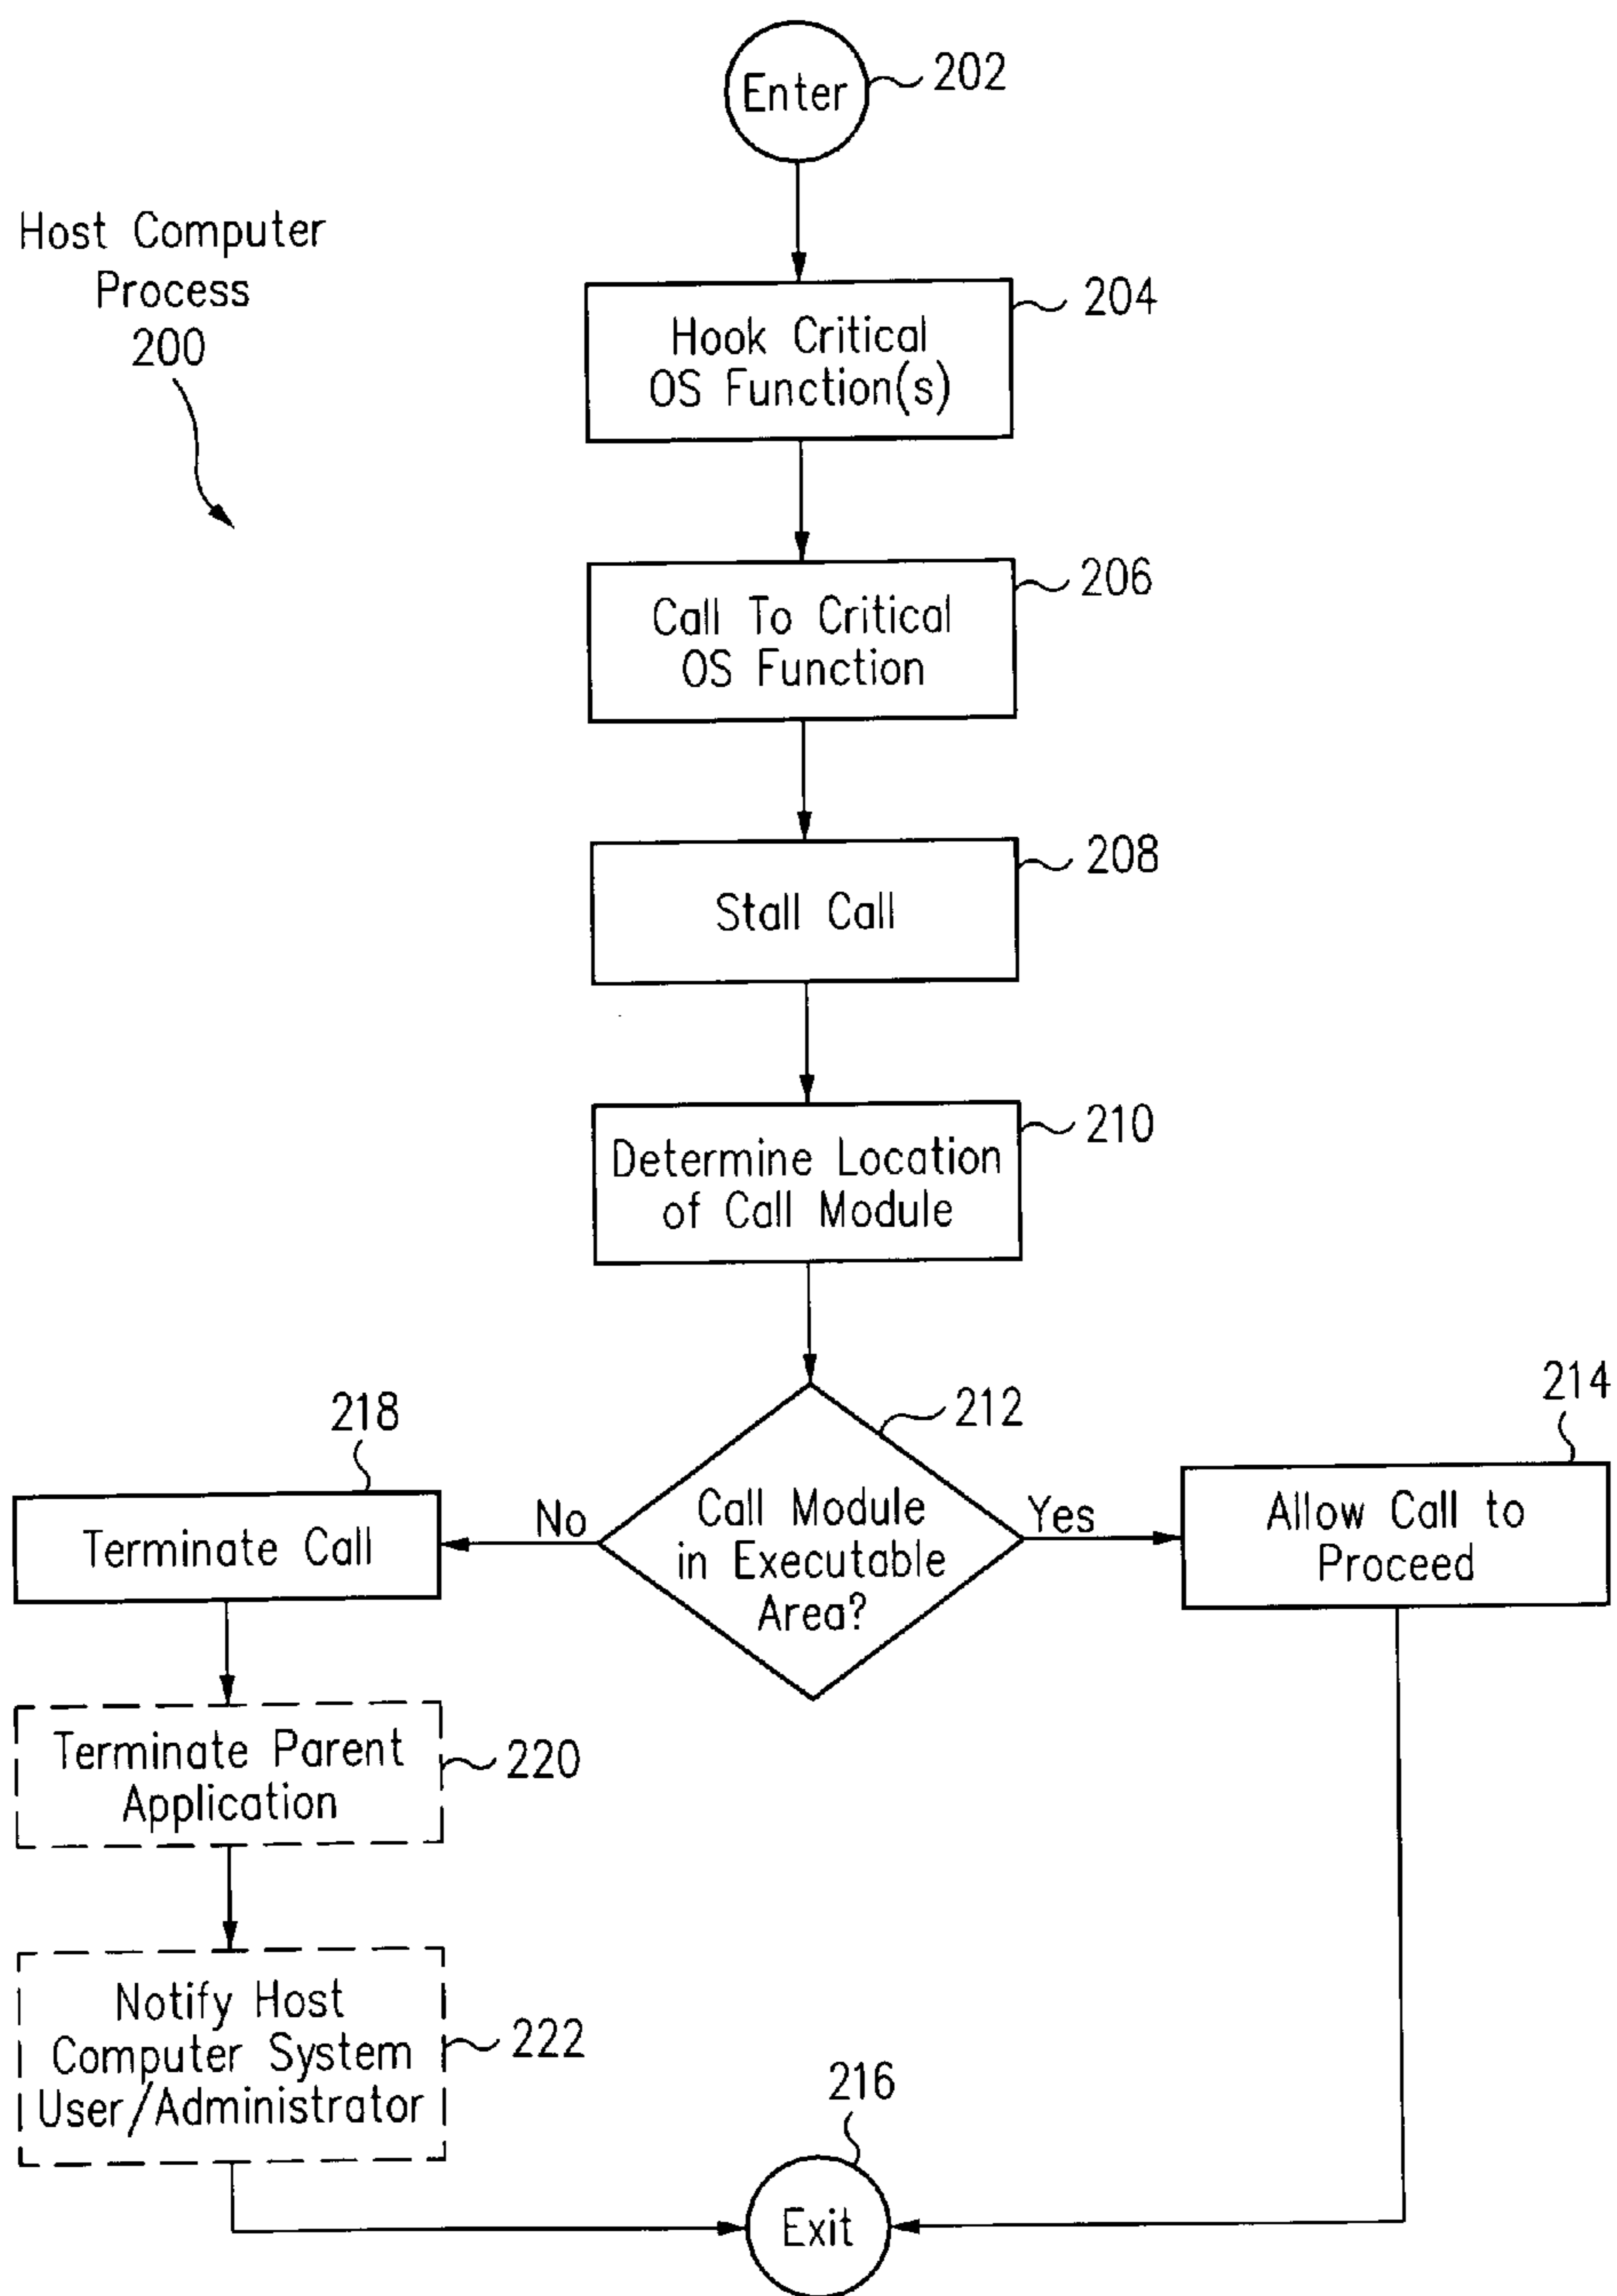 Enter
202
Host Computer
Process
200
Hook Critical
OS Function(s)
204
Call To Critical
OS Function
206
Stall Call
208
Determine Location
of Call Module
210
Call Module
in Executable
Area?
212
Yes
No
214
Allow Call to
Proceed
218
Terminate Call
Terminate Parent
Application
220
Notify Host
Computer System
User/Administrator
222
216
Exit